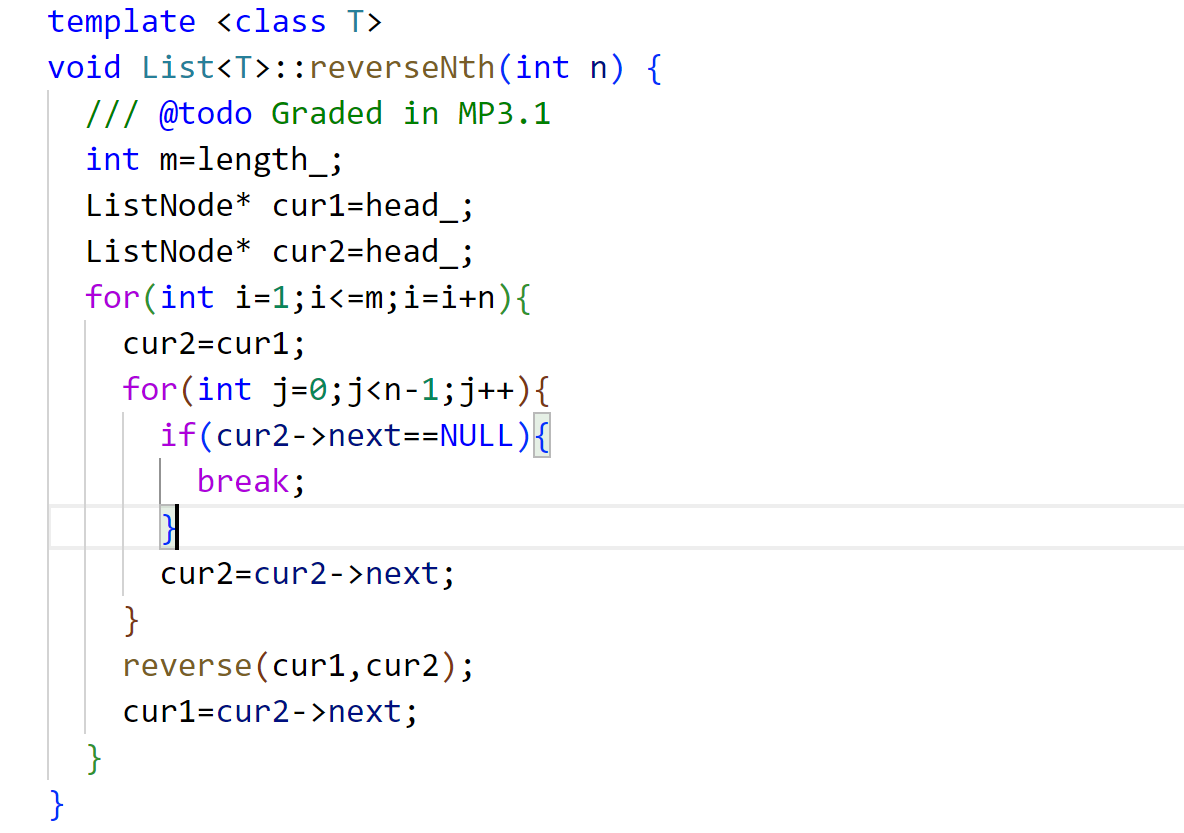 template <class T>
void List<T>::reverseNth(int n) {
  /// @todo Graded in MP3.1
  int m=length_;
  ListNode* cur1=head_;
  ListNode* cur2=head_;
  for(int i=1;i<=m;i=i+n){
    cur2=cur1;
    for(int j=0;j<n-1;j++){
      if(cur2->next==NULL){
        break;
      }
      cur2=cur2->next;
    }
    reverse(cur1,cur2);
    cur1=cur2->next;
  }
}